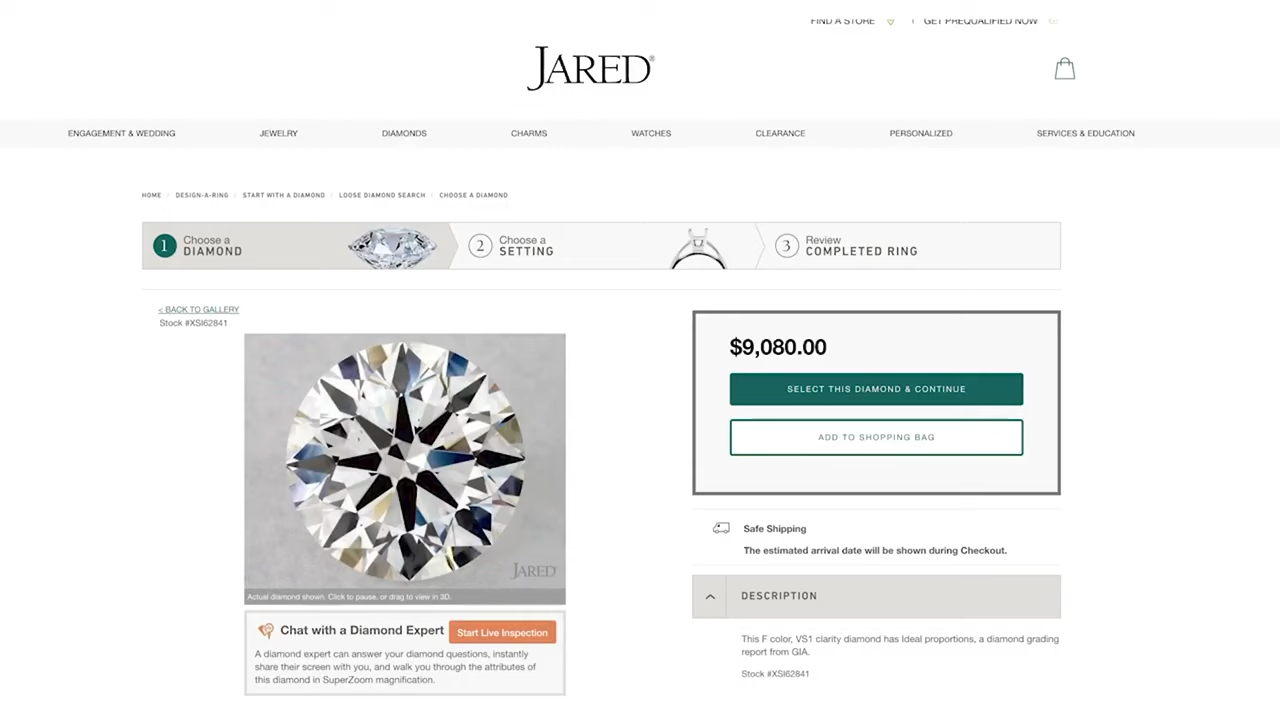 FIND A STORE | GET PREQUALIFIED NOW
JARED®
ENGAGEMENT & WEDDING JEWELRY DIAMONDS CHARMS WATCHES CLEARANCE PERSONALIZED SERVICES & EDUCATION
HOME / DESIGN-A-RING / START WITH A DIAMOND / LOOSE DIAMOND SEARCH / CHOOSE A DIAMOND
1 Choose a
DIAMOND
2 Choose a
SETTING
3 Review
COMPLETED RING
< BACK TO GALLERY
Stock #XSI62841
JARED
Actual diamond shown. Click to pause, or drag to view in 3D.
Chat with a Diamond Expert
Start Live Inspection
A diamond expert can answer your diamond questions, instantly
share their screen with you, and walk you through the attributes of
this diamond in SuperZoom magnification.
$9,080.00
SELECT THIS DIAMOND & CONTINUE
ADD TO SHOPPING BAG
Safe Shipping
The estimated arrival date will be shown during Checkout.
DESCRIPTION
This F color, VS1 clarity diamond has Ideal proportions, a diamond grading
report from GIA.
Stock #XSI62841